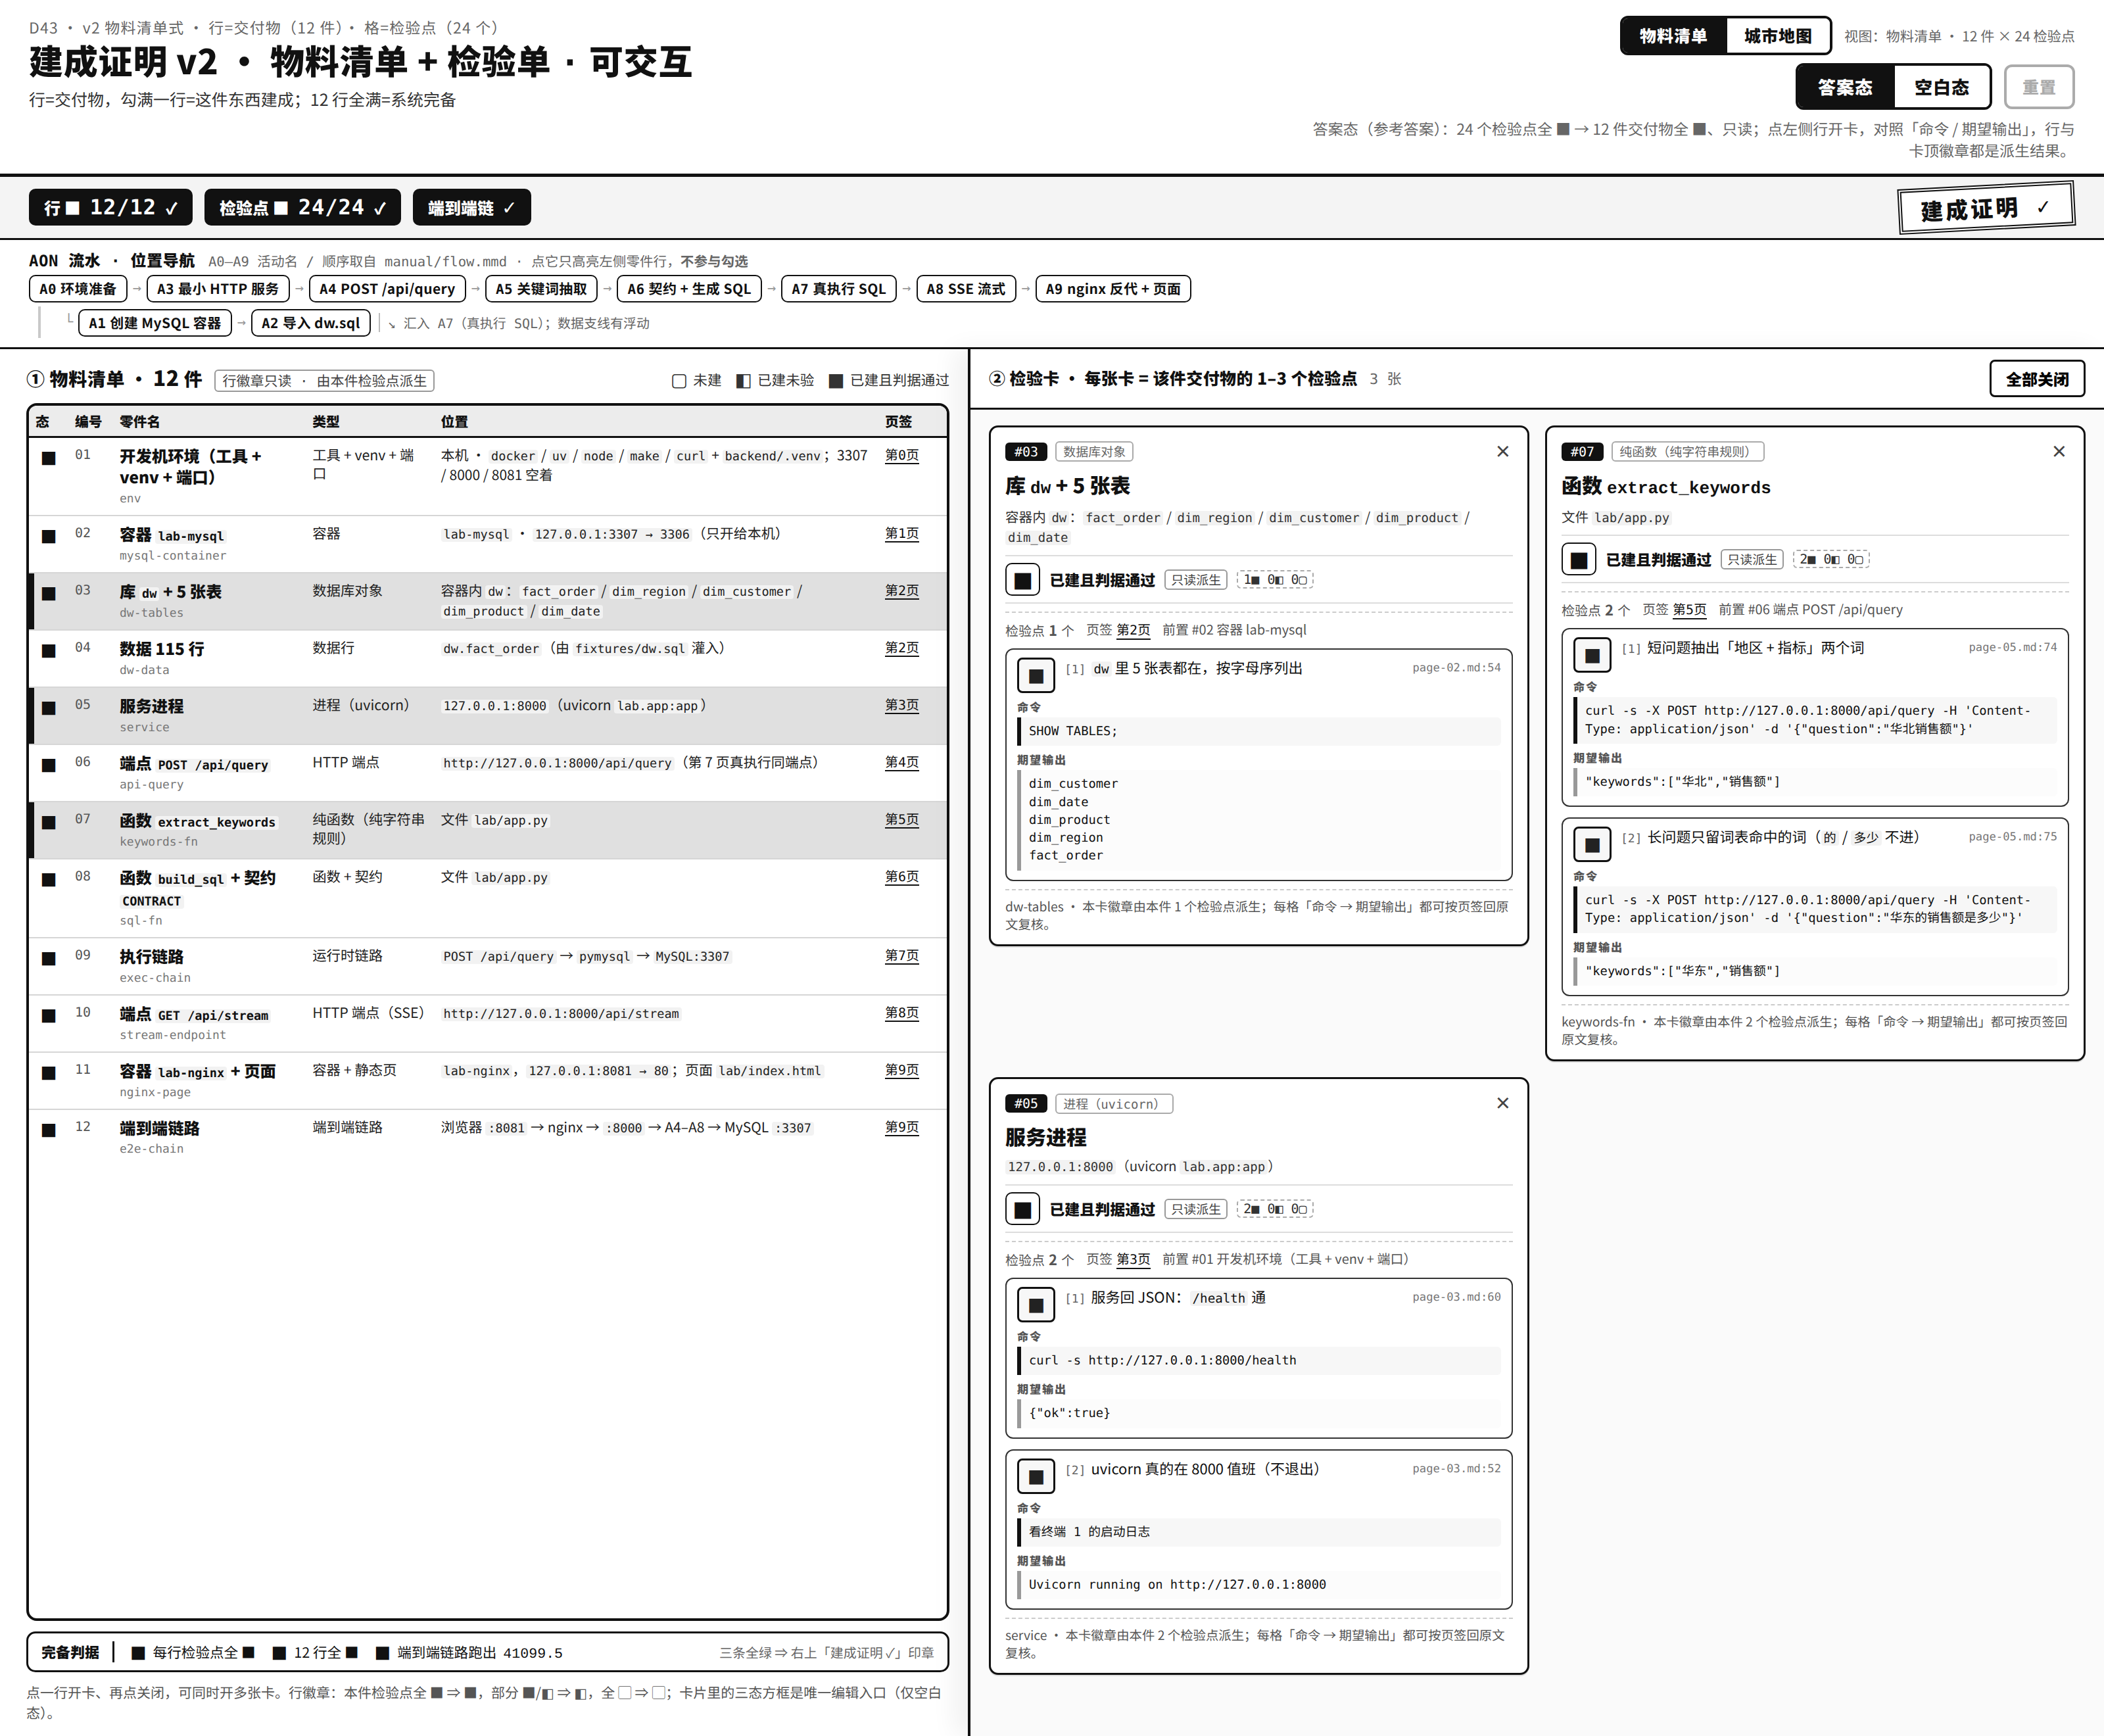 D43 • v2 物料清单式 • 行=交付物（12 件）• 格=检验点（24 个）
建成证明 v2 • 物料清单 + 检验单 · 可交互
行=交付物，勾满一行=这件东西建成；12 行全满=系统完备
物料清单 城市地图 视图：物料清单 • 12 件 × 24 检验点
答案态 空白态 重置
答案态（参考答案）：24 个检验点全 ■ → 12 件交付物全 ■、只读；点左侧行开卡，对照「命令 / 期望输出」，行与
卡顶徽章都是派生结果。
行 ■ 12/12 ✓ 检验点 ■ 24/24 ✓ 端到端链 ✓
建成证明 ✓
AON 流水 · 位置导航 A0–A9 活动名 / 顺序取自 manual/flow.mmd · 点它只高亮左侧零件行，不参与勾选
A0 环境准备 → A3 最小 HTTP 服务 → A4 POST /api/query → A5 关键词抽取 → A6 契约 + 生成 SQL → A7 真执行 SQL → A8 SSE 流式 → A9 nginx 反代 + 页面
└ A1 创建 MySQL 容器 → A2 导入 dw.sql ↘ 汇入 A7（真执行 SQL）；数据支线有浮动
① 物料清单 • 12 件 行徽章只读 · 由本件检验点派生 ▢ 未建 ◧ 已建未验 ■ 已建且判据通过
态 编号 零件名 类型 位置 页签
■ 01 开发机环境（工具 + venv + 端口） env 工具 + venv + 端口 本机 • docker / uv / node / make / curl + backend/.venv；3307 / 8000 / 8081 空着 第0页
■ 02 容器 lab-mysql mysql-container 容器 lab-mysql • 127.0.0.1:3307 → 3306（只开给本机） 第1页
■ 03 库 dw + 5 张表 dw-tables 数据库对象 容器内 dw：fact_order / dim_region / dim_customer / dim_product / dim_date 第2页
■ 04 数据 115 行 dw-data 数据行 dw.fact_order（由 fixtures/dw.sql 灌入） 第2页
■ 05 服务进程 service 进程（uvicorn） 127.0.0.1:8000（uvicorn lab.app:app） 第3页
■ 06 端点 POST /api/query api-query HTTP 端点 http://127.0.0.1:8000/api/query（第 7 页真执行同端点） 第4页
■ 07 函数 extract_keywords keywords-fn 纯函数（纯字符串规则） 文件 lab/app.py 第5页
■ 08 函数 build_sql + 契约 CONTRACT sql-fn 函数 + 契约 文件 lab/app.py 第6页
■ 09 执行链路 exec-chain 运行时链路 POST /api/query → pymysql → MySQL:3307 第7页
■ 10 端点 GET /api/stream stream-endpoint HTTP 端点（SSE） http://127.0.0.1:8000/api/stream 第8页
■ 11 容器 lab-nginx + 页面 nginx-page 容器 + 静态页 lab-nginx，127.0.0.1:8081 → 80；页面 lab/index.html 第9页
■ 12 端到端链路 e2e-chain 端到端链路 浏览器 :8081 → nginx → :8000 → A4–A8 → MySQL :3307 第9页
完备判据 ■ 每行检验点全 ■ ■ 12 行全 ■ ■ 端到端链路跑出 41099.5 三条全绿 ⇒ 右上「建成证明 ✓」印章
点一行开卡、再点关闭，可同时开多张卡。行徽章：本件检验点全 ■ ⇒ ■，部分 ■/◧ ⇒ ◧，全 ▢ ⇒ ▢；卡片里的三态方框是唯一编辑入口（仅空白
态）。
② 检验卡 • 每张卡 = 该件交付物的 1–3 个检验点 3 张 全部关闭
#03 数据库对象 ✕
库 dw + 5 张表
容器内 dw：fact_order / dim_region / dim_customer / dim_product /
dim_date
■ 已建且判据通过 只读派生 1■ 0◧ 0▢
检验点 1 个 页签 第2页 前置 #02 容器 lab-mysql
■ [1] dw 里 5 张表都在，按字母序列出 page-02.md:54
命令
SHOW TABLES;
期望输出
dim_customer
dim_date
dim_product
dim_region
fact_order
dw-tables • 本卡徽章由本件 1 个检验点派生；每格「命令 → 期望输出」都可按页签回原
文复核。
#07 纯函数（纯字符串规则） ✕
函数 extract_keywords
文件 lab/app.py
■ 已建且判据通过 只读派生 2■ 0◧ 0▢
检验点 2 个 页签 第5页 前置 #06 端点 POST /api/query
■ [1] 短问题抽出「地区 + 指标」两个词 page-05.md:74
命令
curl -s -X POST http://127.0.0.1:8000/api/query -H 'Content-
Type: application/json' -d '{"question":"华北销售额"}'
期望输出
"keywords":["华北","销售额"]
■ [2] 长问题只留词表命中的词（的 / 多少 不进） page-05.md:75
命令
curl -s -X POST http://127.0.0.1:8000/api/query -H 'Content-
Type: application/json' -d '{"question":"华东的销售额是多少"}'
期望输出
"keywords":["华东","销售额"]
keywords-fn • 本卡徽章由本件 2 个检验点派生；每格「命令 → 期望输出」都可按页签回
原文复核。
#05 进程（uvicorn） ✕
服务进程
127.0.0.1:8000（uvicorn lab.app:app）
■ 已建且判据通过 只读派生 2■ 0◧ 0▢
检验点 2 个 页签 第3页 前置 #01 开发机环境（工具 + venv + 端口）
■ [1] 服务回 JSON：/health 通 page-03.md:60
命令
curl -s http://127.0.0.1:8000/health
期望输出
{"ok":true}
■ [2] uvicorn 真的在 8000 值班（不退出） page-03.md:52
命令
看终端 1 的启动日志
期望输出
Uvicorn running on http://127.0.0.1:8000
service • 本卡徽章由本件 2 个检验点派生；每格「命令 → 期望输出」都可按页签回原文
复核。